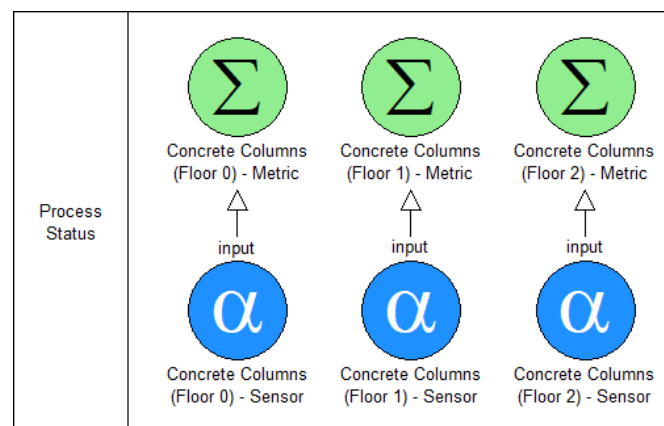 Σ Σ Σ
Concrete Columns Concrete Columns Concrete Columns
(Floor 0) - Metric (Floor 1) - Metric (Floor 2) - Metric
Process
Status
input input input
α α α
Concrete Columns Concrete Columns Concrete Columns
(Floor 0) - Sensor (Floor 1) - Sensor (Floor 2) - Sensor